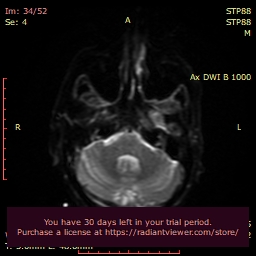 Im: 34/52
Se: 4
A
STP88
STP88
M
Ax DWI B 1000
R
L
You have 30 days left in your trial period.
Purchase a license at https://radiantviewer.com/store/